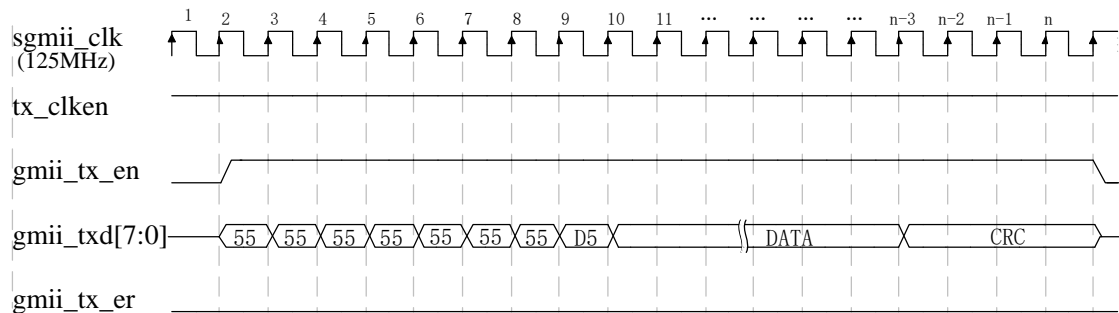 1 2 3 4 5 6 7 8 9 10 11 ... ... ... ... n-3 n-2 n-1 n
sgmii_clk
(125MHz)
tx_clken
gmii_tx_en
gmii_txd[7:0] 55 55 55 55 55 55 55 D5 DATA CRC
gmii_tx_er